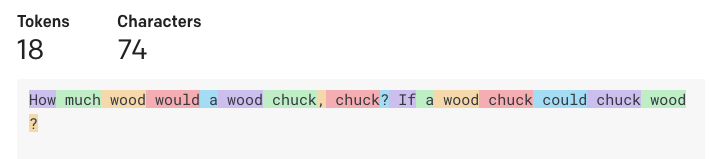 Tokens Characters
18 74
How much wood would a wood chuck, chuck? If a wood chuck could chuck wood
?